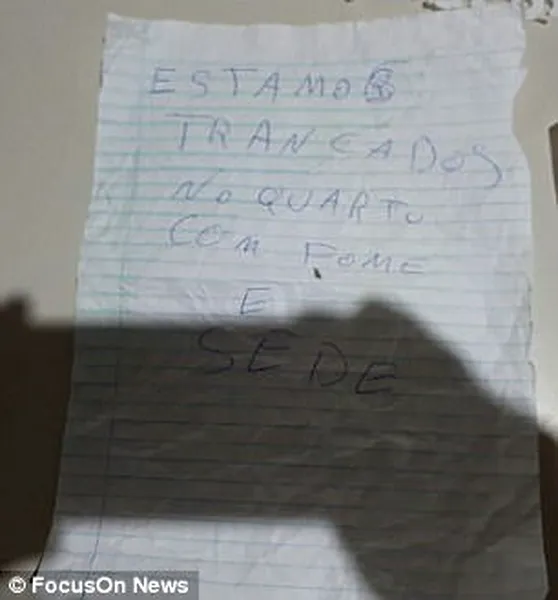 ESTAMOS
TRANCADOS
NO QUARTO
COM FOME
E
SEDE
© FocusOn News